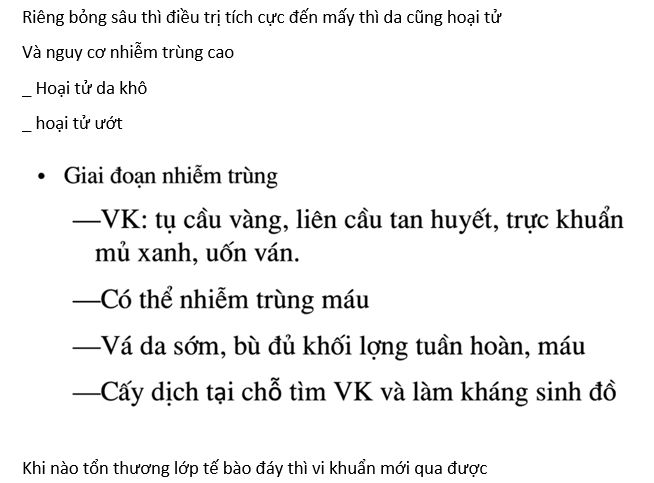 Riêng bỏng sâu thì điều trị tích cực đến mấy thì da cũng hoại tử
Và nguy cơ nhiễm trùng cao
_ Hoại tử da khô
_ hoại tử ướt
• Giai đoạn nhiễm trùng
—VK: tụ cầu vàng, liên cầu tan huyết, trực khuẩn
mủ xanh, uốn ván.
—Có thể nhiễm trùng máu
—Vá da sớm, bù đủ khối lợng tuần hoàn, máu
—Cấy dịch tại chỗ tìm VK và làm kháng sinh đồ
Khi nào tổn thương lớp tế bào đáy thì vi khuẩn mới qua được